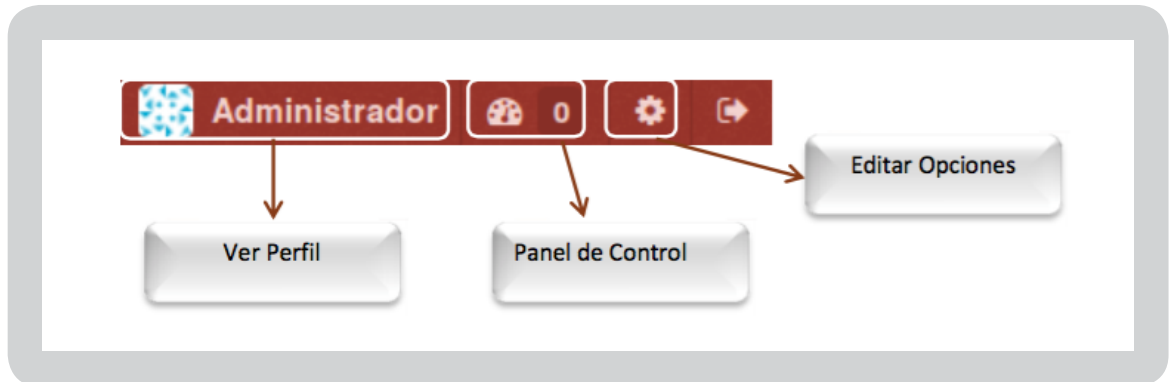 Administrador 0
Editar Opciones
Ver Perfil
Panel de Control